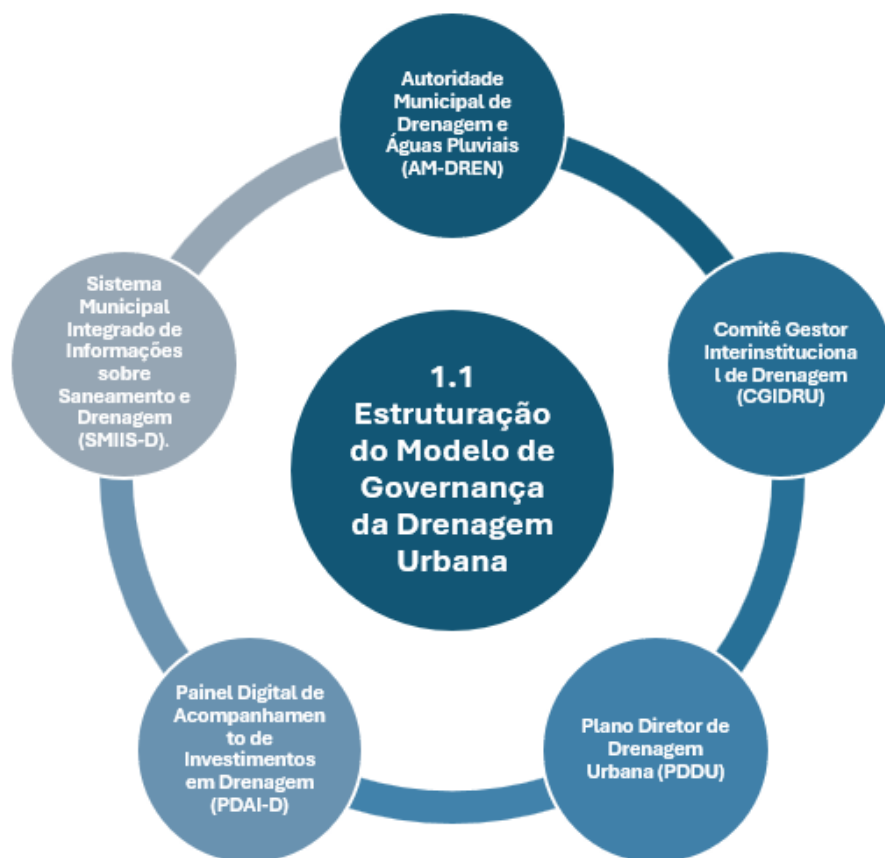 Autoridade
Municipal de
Drenagem e
Águas Pluviais
(AM-DREN)
Sistema
Municipal
Integrado de
Informações
sobre
Saneamento e
Drenagem
(SMIIS-D).
Comitê Gestor
Interinstituciona
l de Drenagem
(CGIDRU)
1.1
Estruturação
do Modelo de
Governança
da Drenagem
Urbana
Painel Digital de
Acompanhamen
to de
Investimentos
em Drenagem
(PDAI-D)
Plano Diretor de
Drenagem
Urbana (PDDU)